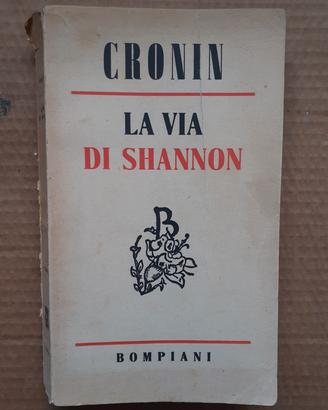 CRONIN
LA VIA
DI SHANNON
B
BOMPIANI